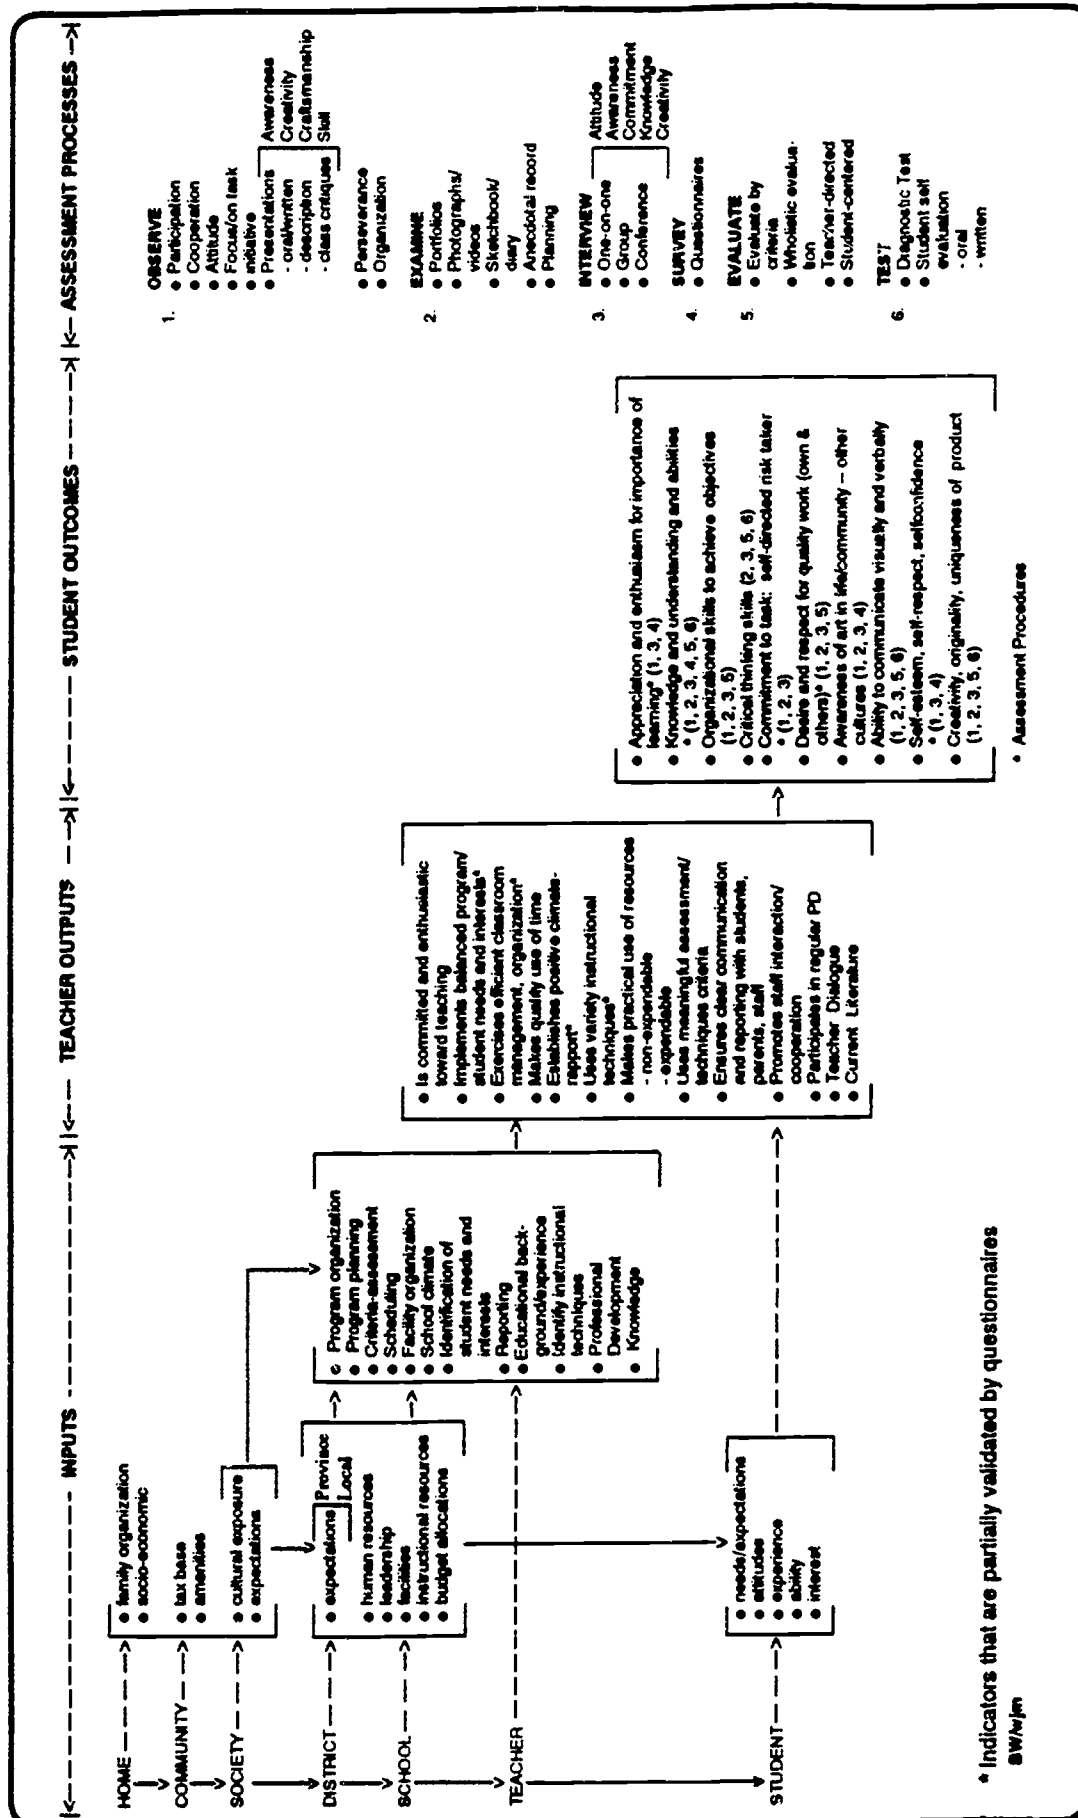 |<------------ INPUTS ------------>|<--- TEACHER OUTPUTS --->|<------ STUDENT OUTCOMES ------>|<-- ASSESSMENT PROCESSES -->|
HOME
COMMUNITY
SOCIETY
DISTRICT
SCHOOL
TEACHER
STUDENT
● family organization
● socio-economic
● tax base
● amenities
● cultural exposure
● expectations
● expectations
Province
Local
● human resources
● leadership
● facilities
● instructional resources
● budget allocations
● needs/expectations
● attitudes
● experience
● ability
● interest
● Program organization
● Program planning
● Criteria-assessment
● Scheduling
● Facility organization
● School climate
● Identification of
student needs and
interests
● Reporting
● Educational back-
ground/experience
● Identify instructional
techniques
● Professional
Development
● Knowledge
● Is committed and enthusiastic
toward teaching
● Implements balanced program/
student needs and interests*
● Exercises efficient classroom
management, organization*
● Makes quality use of time
● Establishes positive climate-
rapport*
● Uses variety instructional
techniques*
● Makes practical use of resources
- non-expendable
- expendable
● Uses meaningful assessment/
techniques criteria
● Ensures clear communication
and reporting with students,
parents, staff
● Promotes staff interaction/
cooperation
● Participates in regular PD
● Teacher Dialogue
● Current Literature
● Appreciation and enthusiasm for importance of
learning* (1, 3, 4)
● Knowledge and understanding and abilities
* (1, 2, 3, 4, 5, 6)
● Organizational skills to achieve objectives
(1, 2, 3, 5)
● Critical thinking skills (2, 3, 5, 6)
● Commitment to task: self-directed risk taker
* (1, 2, 3)
● Desire and respect for quality work (own &
others)* (1, 2, 3, 5)
● Awareness of art in life/community – other
cultures (1, 2, 3, 4)
● Ability to communicate visually and verbally
(1, 2, 3, 5, 6)
● Self-esteem, self-respect, selfconfidence
* (1, 3, 4)
● Creativity, originality, uniqueness of product
(1, 2, 3, 5, 6)
* Assessment Procedures
1. OBSERVE
● Participation
● Cooperation
● Attitude
● Focus/on task
● initiative
● Presentations
- oral/written
- description
- class critiques
Awareness
Creativity
Craftsmanship
Skill
● Perseverance
● Organization
2. EXAMINE
● Portfolios
● Photographs/
videos
● Sketchbook/
diary
● Anecdotal record
● Planning
3. INTERVIEW
● One-on-one
● Group
● Conference
Attitude
Awareness
Commitment
Knowledge
Creativity
4. SURVEY
● Questionnaires
5. EVALUATE
● Evaluate by
criteria
● Wholistic evalua-
tion
● Teacher-directed
● Student-centered
6. TEST
● Diagnostic Test
● Student self
evaluation
- oral
- written
* Indicators that are partially validated by questionnaires
BW/wjm